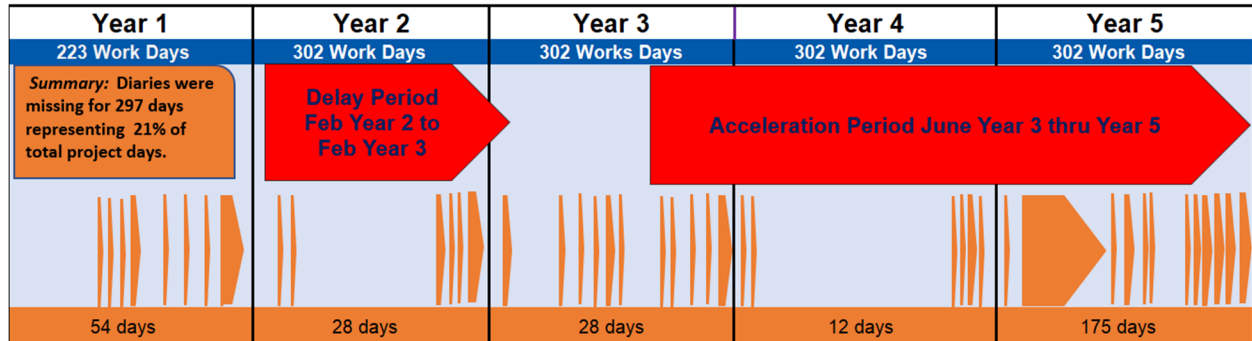 Year 1
Year 2
Year 3
Year 4
Year 5
223 Work Days
302 Work Days
302 Works Days
302 Work Days
302 Work Days
Summary: Diaries were
missing for 297 days
representing 21% of
total project days.
Delay Period
Feb Year 2 to
Feb Year 3
Acceleration Period June Year 3 thru Year 5
54 days
28 days
28 days
12 days
175 days